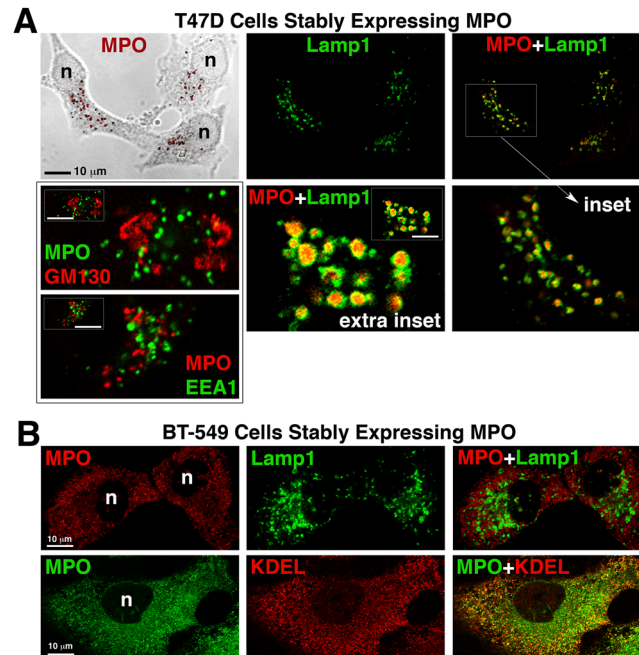 A
T47D Cells Stably Expressing MPO
MPO
n
n
n
10 µm
Lamp1
MPO+Lamp1
MPO
GM130
MPO+Lamp1
extra inset
inset
MPO
EEA1
B
BT-549 Cells Stably Expressing MPO
MPO
n
n
10 µm
Lamp1
MPO+Lamp1
MPO
n
10 µm
KDEL
MPO+KDEL